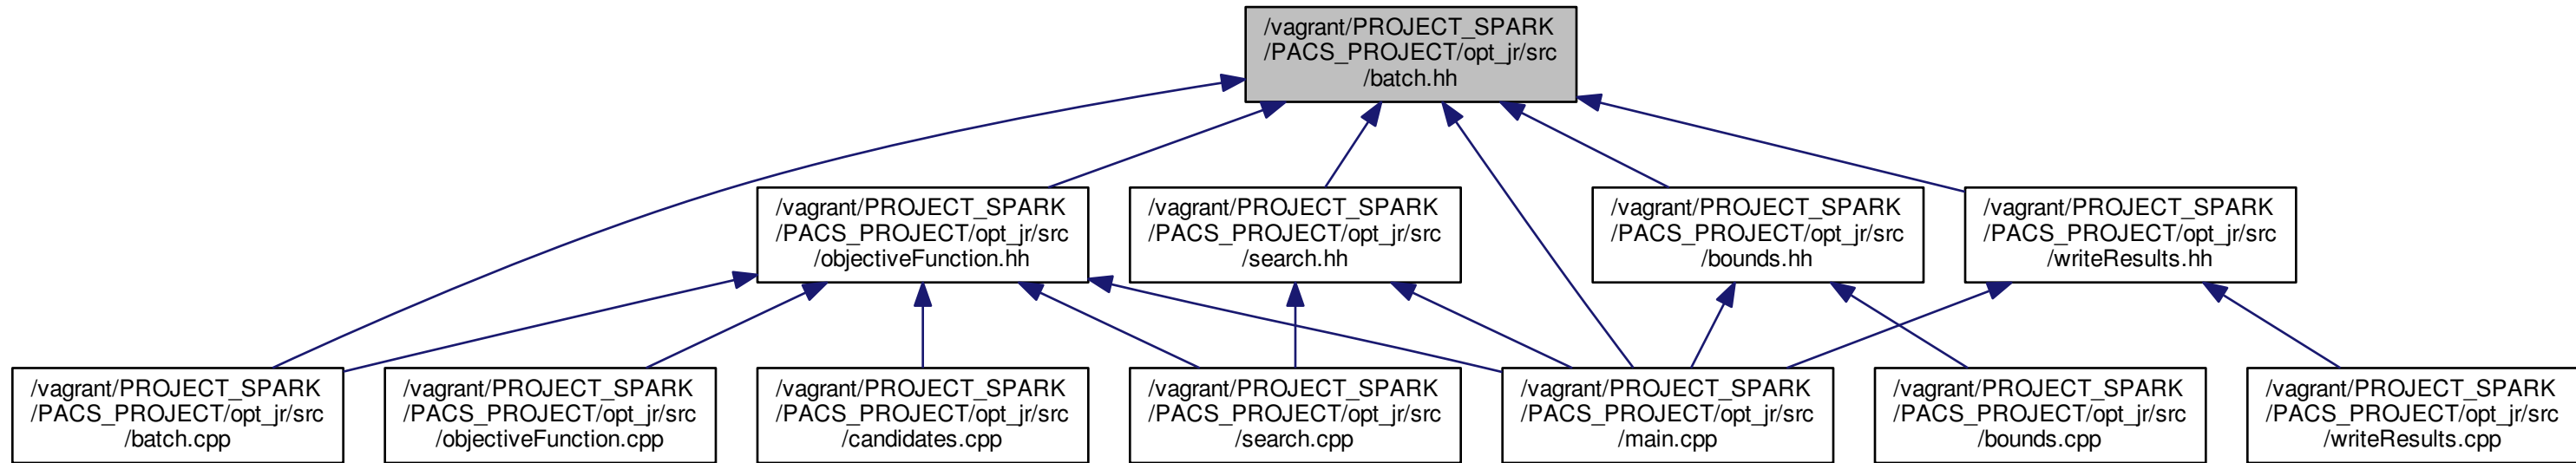 /vagrant/PROJECT_SPARK
/PACS_PROJECT/opt_jr/src
/batch.hh
/vagrant/PROJECT_SPARK
/PACS_PROJECT/opt_jr/src
/objectiveFunction.hh
/vagrant/PROJECT_SPARK
/PACS_PROJECT/opt_jr/src
/search.hh
/vagrant/PROJECT_SPARK
/PACS_PROJECT/opt_jr/src
/bounds.hh
/vagrant/PROJECT_SPARK
/PACS_PROJECT/opt_jr/src
/writeResults.hh
/vagrant/PROJECT_SPARK
/PACS_PROJECT/opt_jr/src
/batch.cpp
/vagrant/PROJECT_SPARK
/PACS_PROJECT/opt_jr/src
/objectiveFunction.cpp
/vagrant/PROJECT_SPARK
/PACS_PROJECT/opt_jr/src
/candidates.cpp
/vagrant/PROJECT_SPARK
/PACS_PROJECT/opt_jr/src
/search.cpp
/vagrant/PROJECT_SPARK
/PACS_PROJECT/opt_jr/src
/main.cpp
/vagrant/PROJECT_SPARK
/PACS_PROJECT/opt_jr/src
/bounds.cpp
/vagrant/PROJECT_SPARK
/PACS_PROJECT/opt_jr/src
/writeResults.cpp